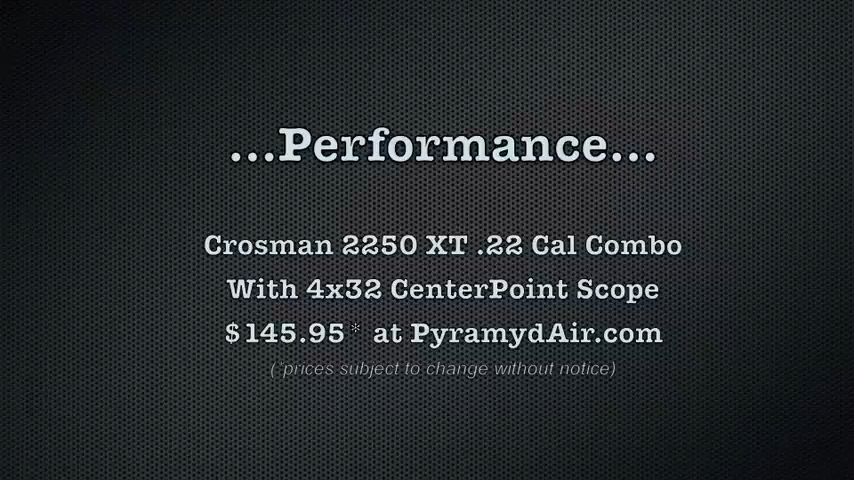 ...Performance...
Crosman 2250 XT .22 Cal Combo
With 4x32 CenterPoint Scope
$145.95* at PyramydAir.com
(*prices subject to change without notice)